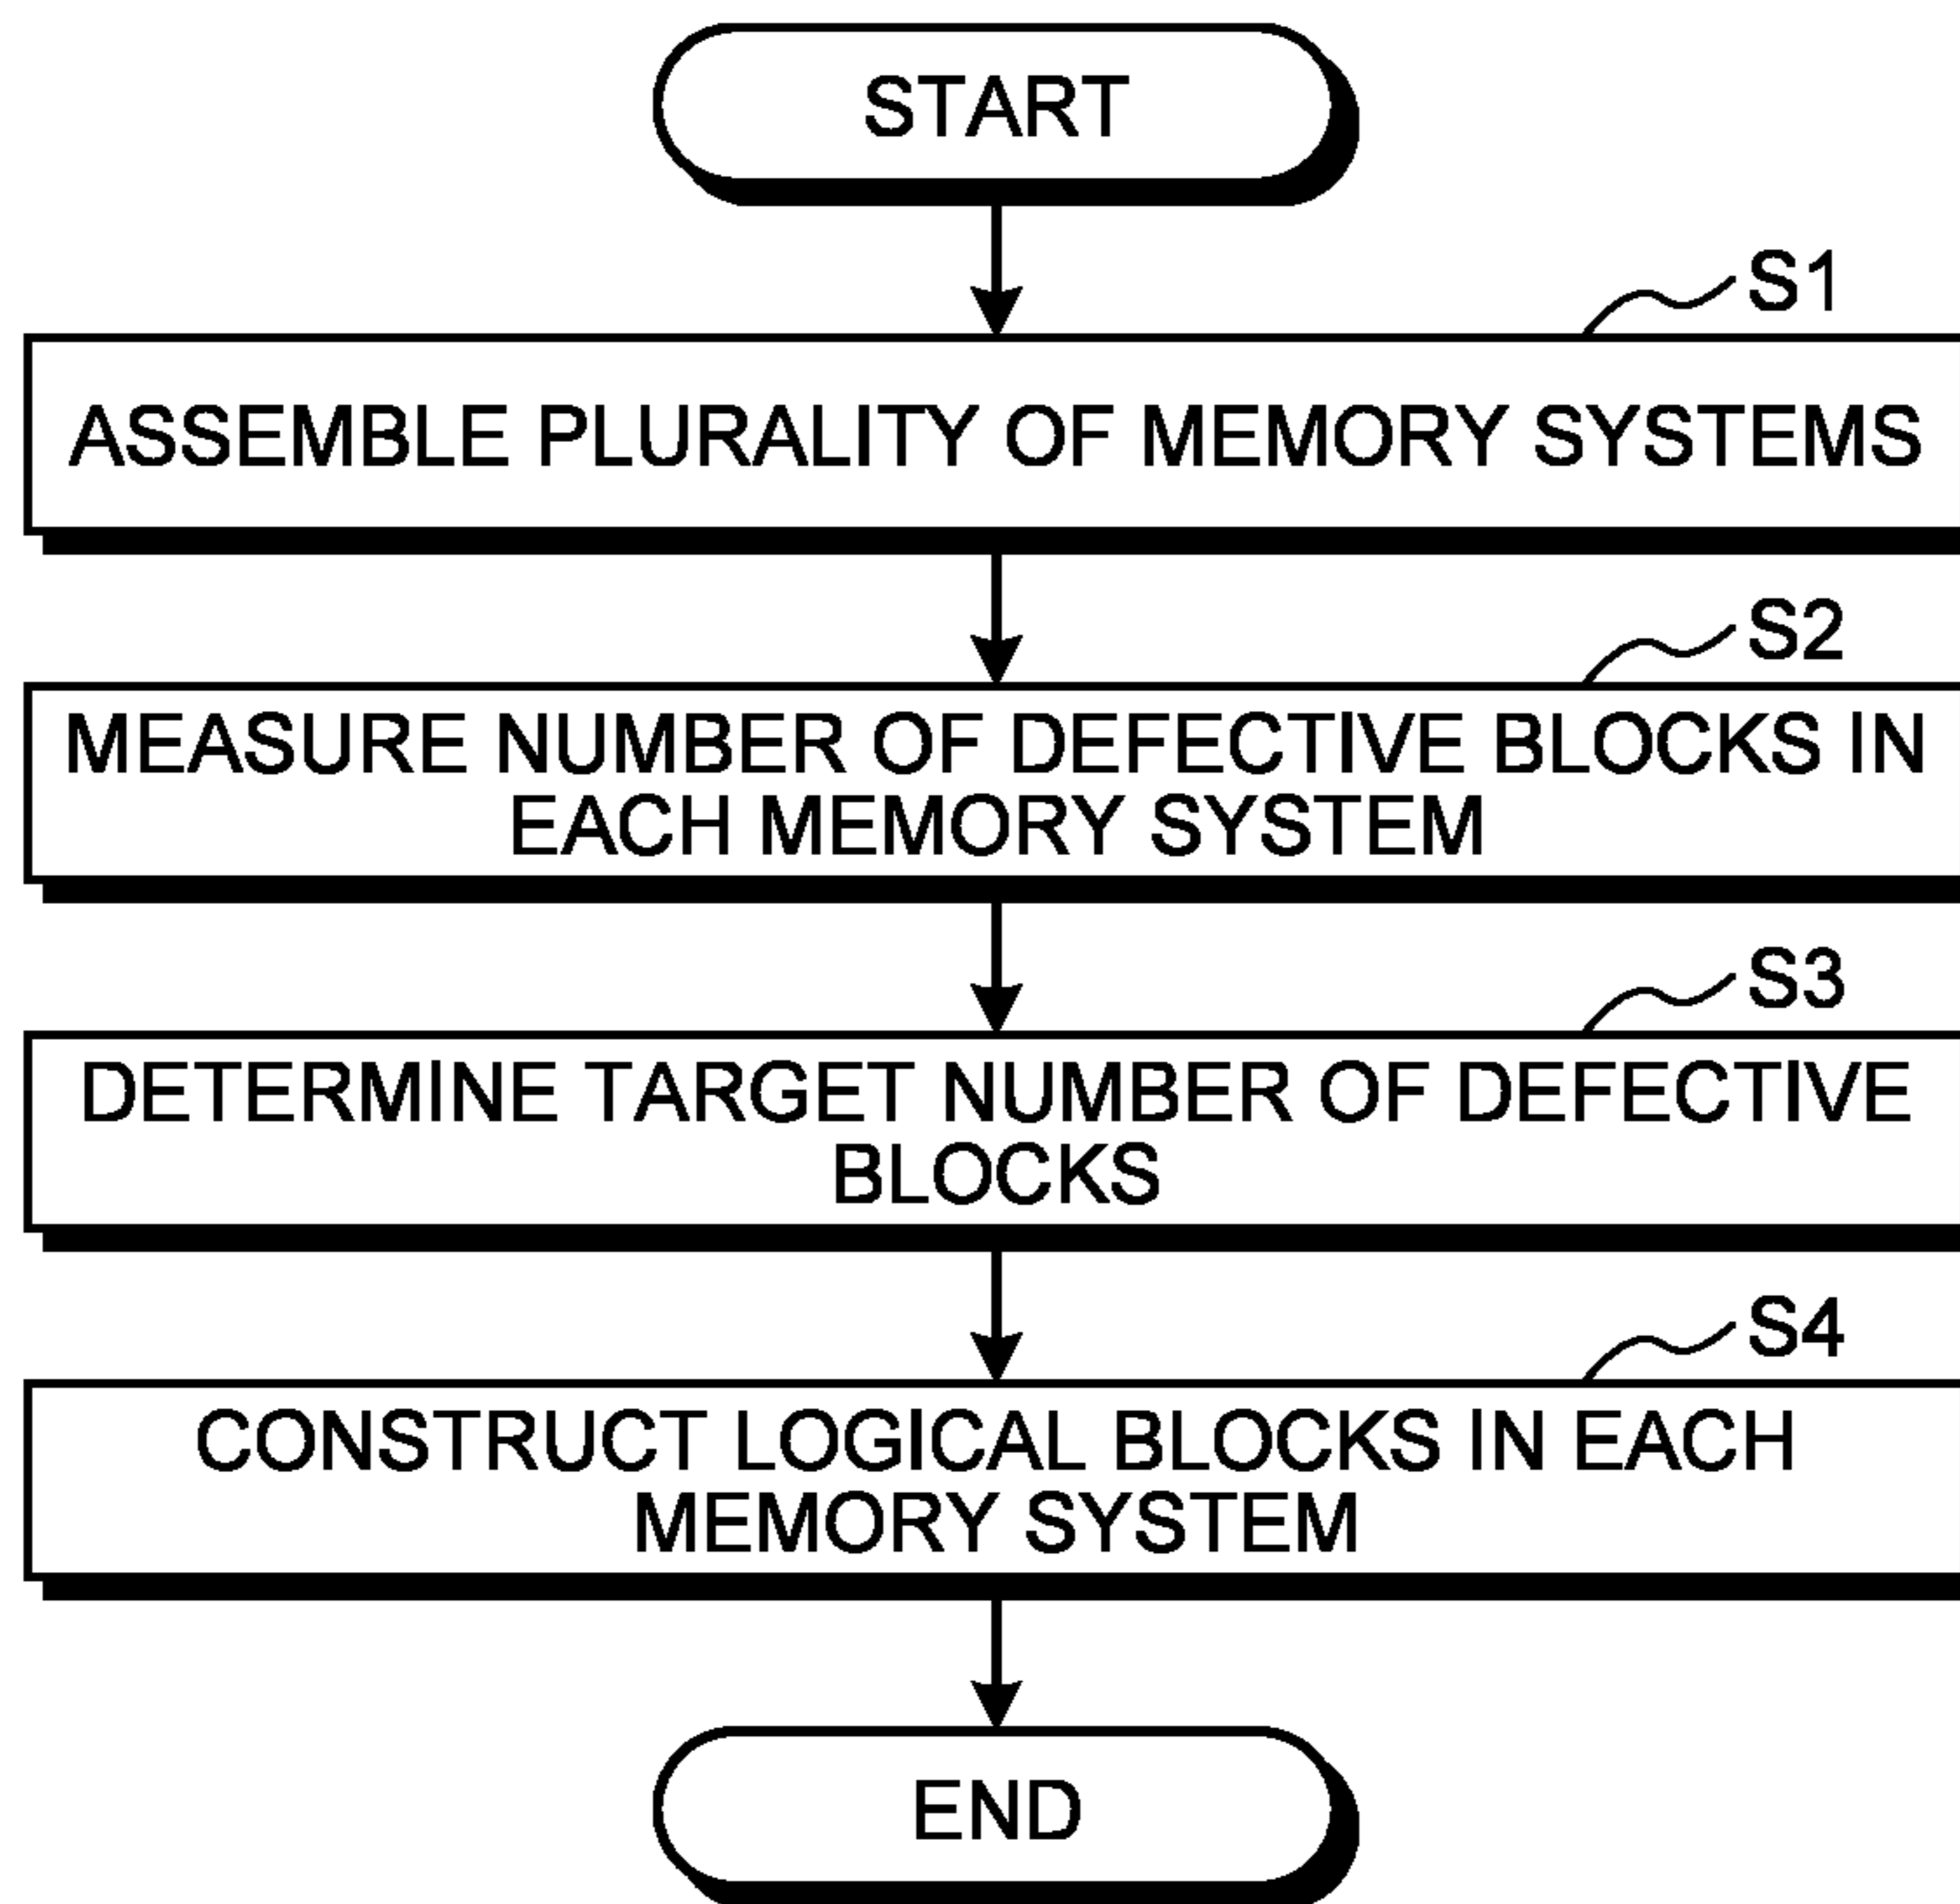 START
S1
ASSEMBLE PLURALITY OF MEMORY SYSTEMS
S2
MEASURE NUMBER OF DEFECTIVE BLOCKS IN
EACH MEMORY SYSTEM
S3
DETERMINE TARGET NUMBER OF DEFECTIVE
BLOCKS
S4
CONSTRUCT LOGICAL BLOCKS IN EACH
MEMORY SYSTEM
END